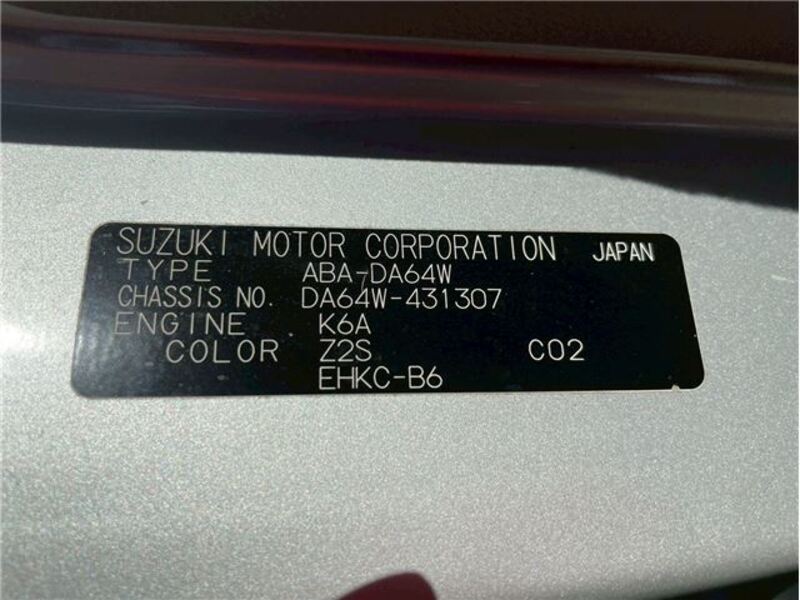 SUZUKI MOTOR CORPORATION JAPAN
TYPE ABA-DA64W
CHASSIS NO. DA64W-431307
ENGINE K6A
COLOR Z2S C02
EHKC-B6